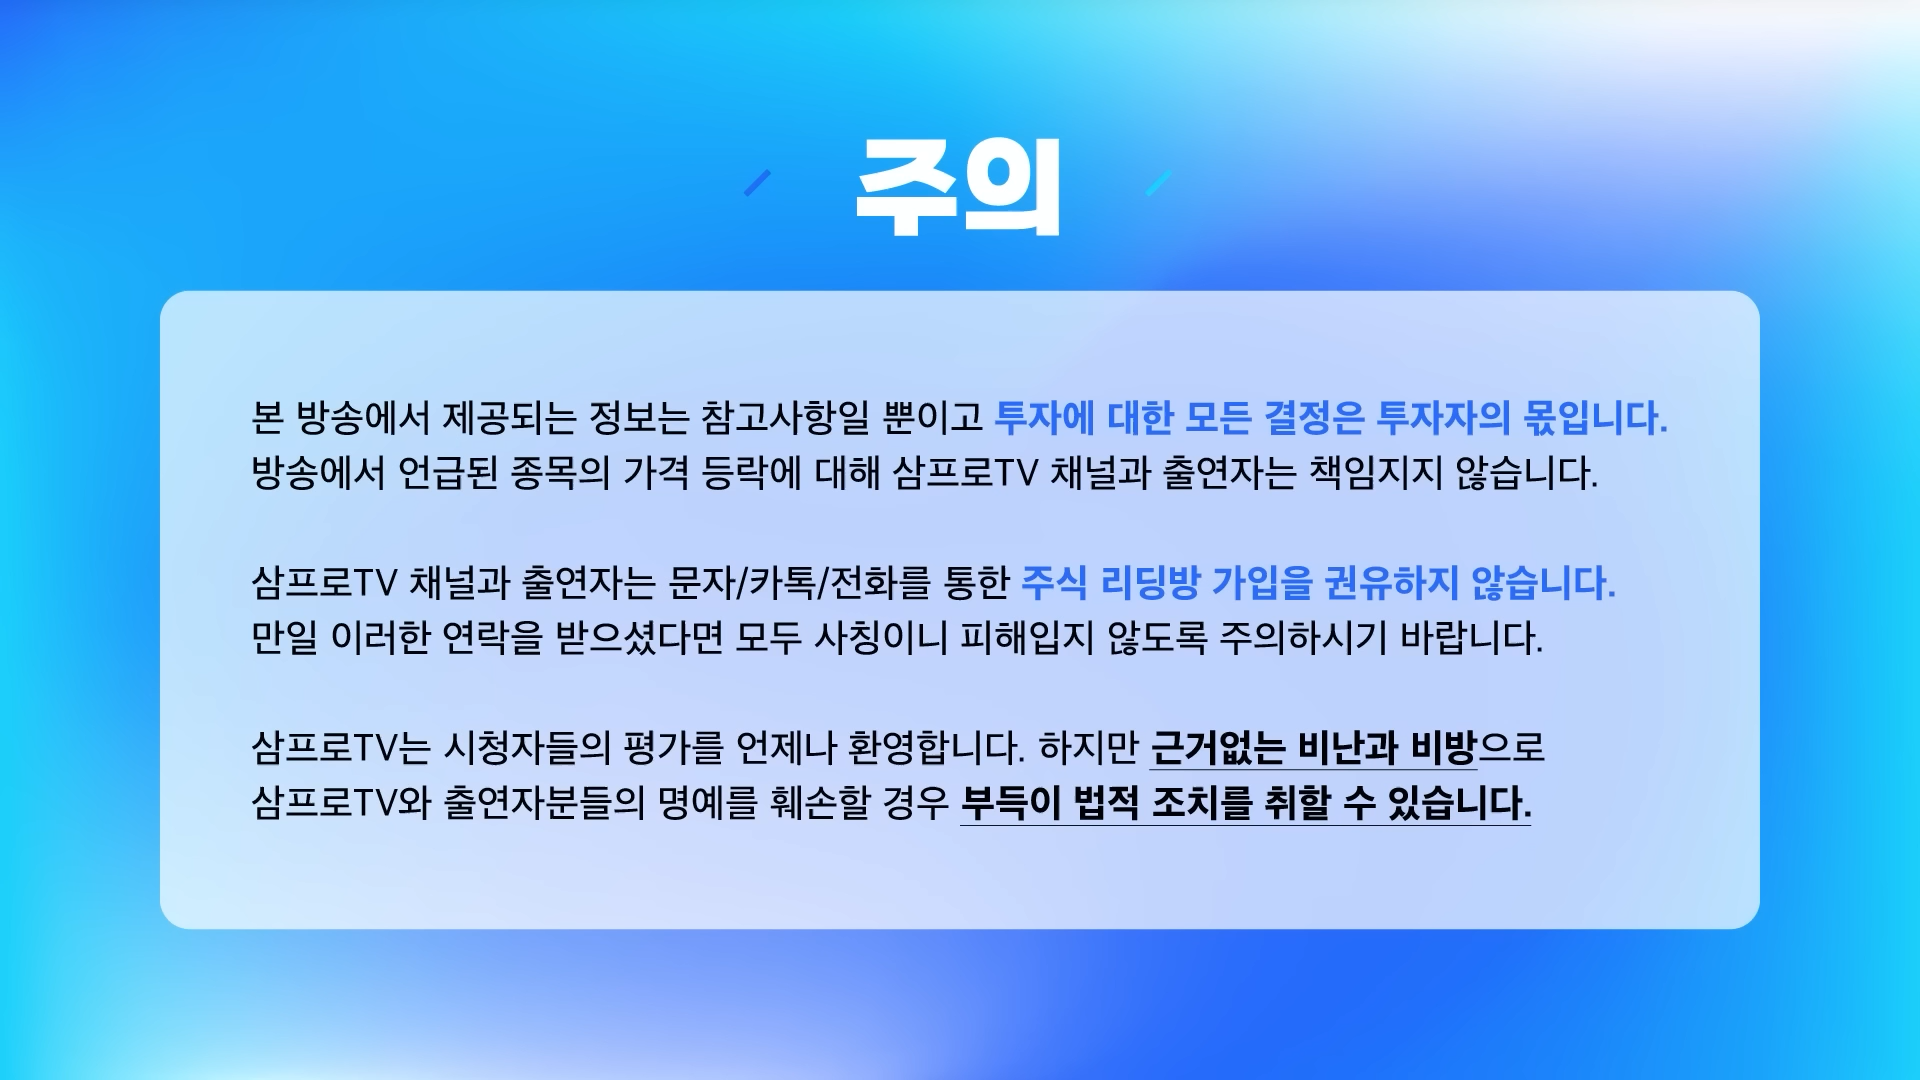 주의
본 방송에서 제공되는 정보는 참고사항일 뿐이고 투자에 대한 모든 결정은 투자자의 몫입니다.
방송에서 언급된 종목의 가격 등락에 대해 삼프로TV 채널과 출연자는 책임지지 않습니다.
삼프로TV 채널과 출연자는 문자/카톡/전화를 통한 주식 리딩방 가입을 권유하지 않습니다.
만일 이러한 연락을 받으셨다면 모두 사칭이니 피해입지 않도록 주의하시기 바랍니다.
삼프로TV는 시청자들의 평가를 언제나 환영합니다. 하지만 근거없는 비난과 비방으로
삼프로TV와 출연자분들의 명예를 훼손할 경우 부득이 법적 조치를 취할 수 있습니다.